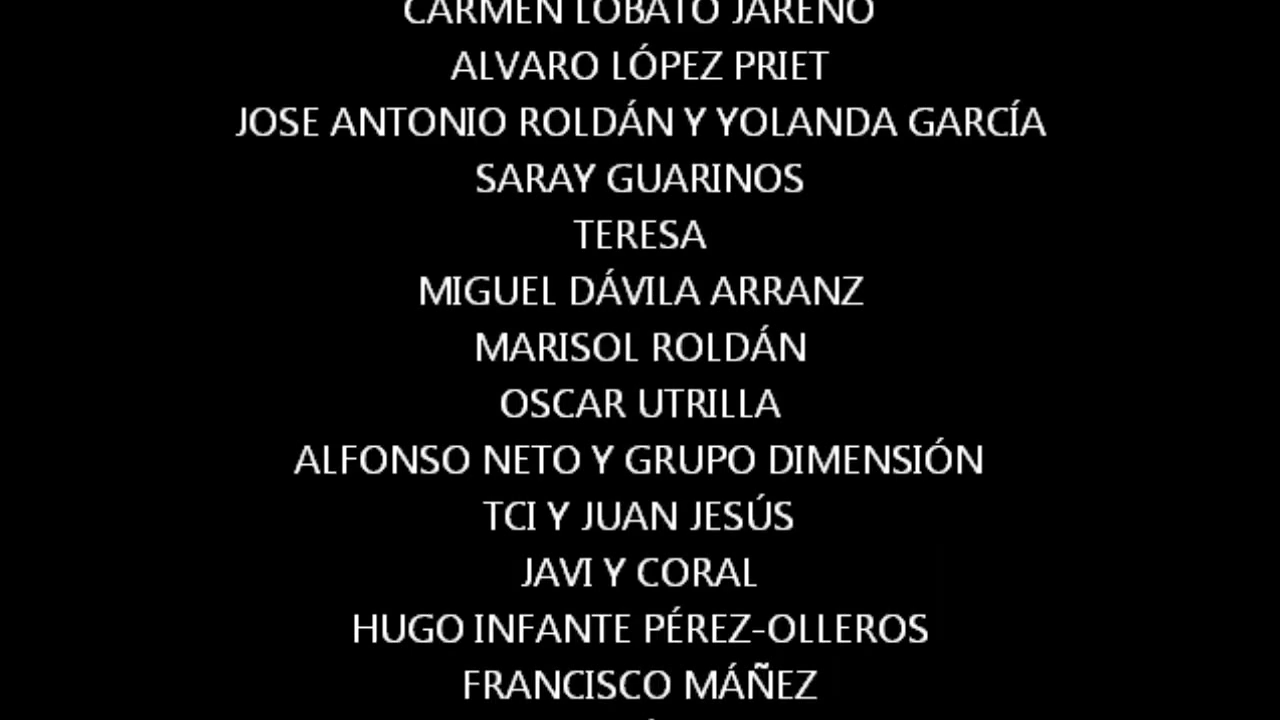 CARMEN LOBATO JAREÑO
ALVARO LÓPEZ PRIET
JOSE ANTONIO ROLDÁN Y YOLANDA GARCÍA
SARAY GUARINOS
TERESA
MIGUEL DÁVILA ARRANZ
MARISOL ROLDÁN
OSCAR UTRILLA
ALFONSO NETO Y GRUPO DIMENSIÓN
TCI Y JUAN JESÚS
JAVI Y CORAL
HUGO INFANTE PÉREZ-OLLEROS
FRANCISCO MÁÑEZ